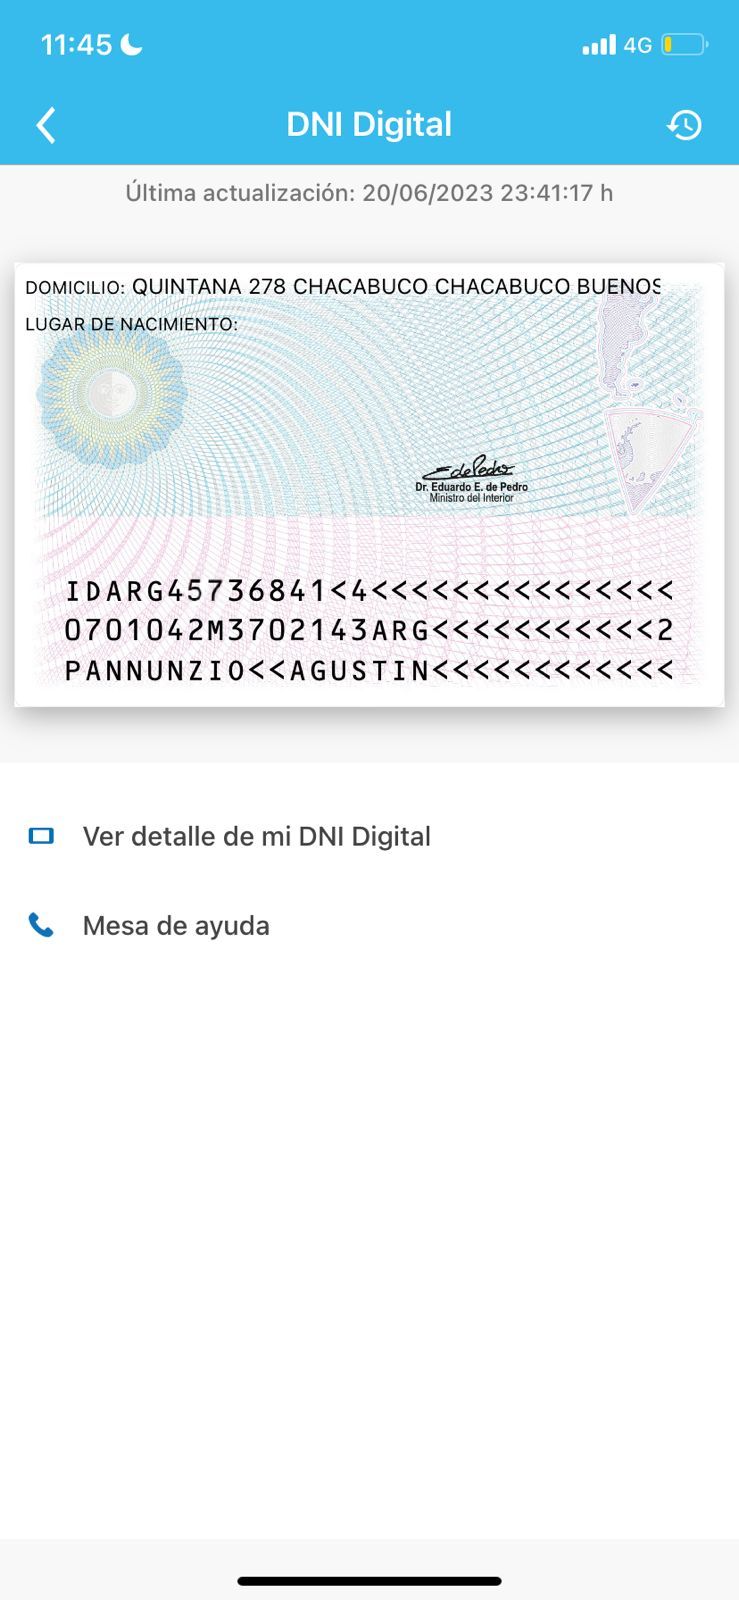 11:45
4G
DNI Digital
Última actualización: 20/06/2023 23:41:17 h
DOMICILIO: QUINTANA 278 CHACABUCO CHACABUCO BUENOS
LUGAR DE NACIMIENTO:
E de Pedro
Dr. Eduardo E. de Pedro
Ministro del Interior
IDARG45736841<4<<<<<<<<<<<<<<<
0701042M3702143ARG<<<<<<<<<<<2
PANNUNZIO<<AGUSTIN<<<<<<<<<<<<
Ver detalle de mi DNI Digital
Mesa de ayuda